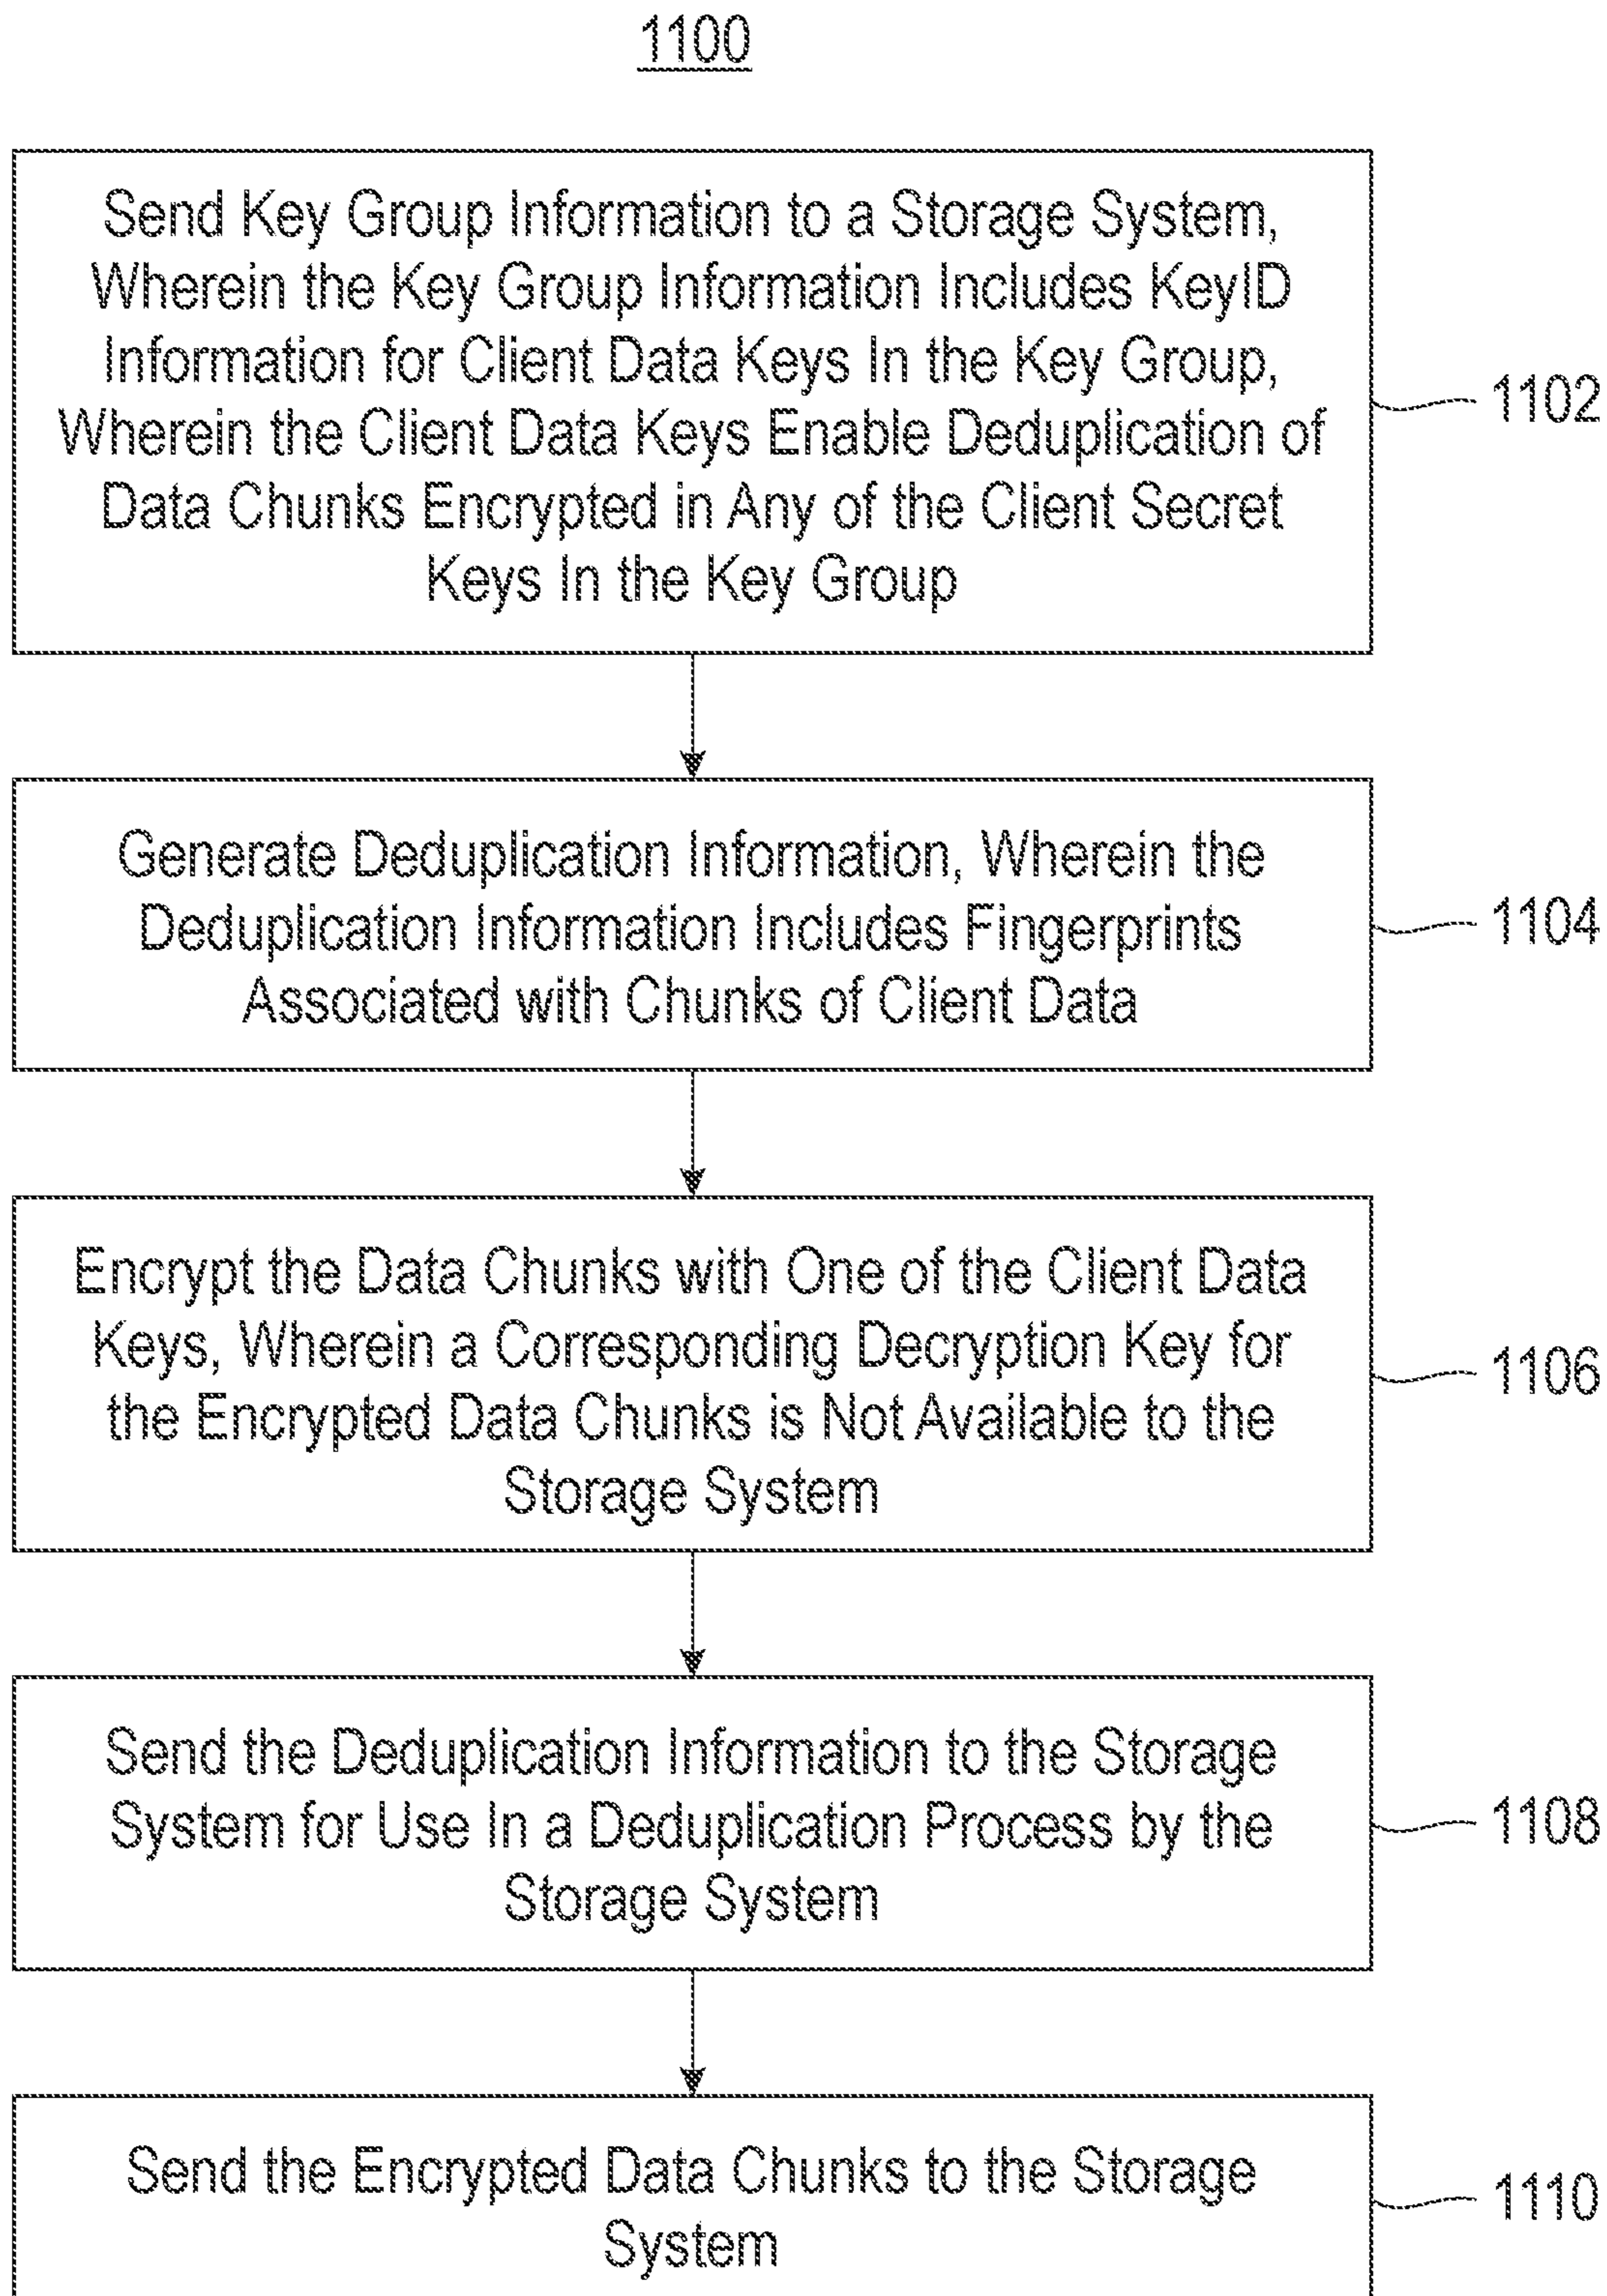 1100
Send Key Group Information to a Storage System,
Wherein the Key Group Information Includes KeyID
Information for Client Data Keys In the Key Group,
Wherein the Client Data Keys Enable Deduplication of
Data Chunks Encrypted in Any of the Client Secret
Keys In the Key Group
1102
Generate Deduplication Information, Wherein the
Deduplication Information Includes Fingerprints
Associated with Chunks of Client Data
1104
Encrypt the Data Chunks with One of the Client Data
Keys, Wherein a Corresponding Decryption Key for
the Encrypted Data Chunks is Not Available to the
Storage System
1106
Send the Deduplication Information to the Storage
System for Use In a Deduplication Process by the
Storage System
1108
Send the Encrypted Data Chunks to the Storage
System
1110